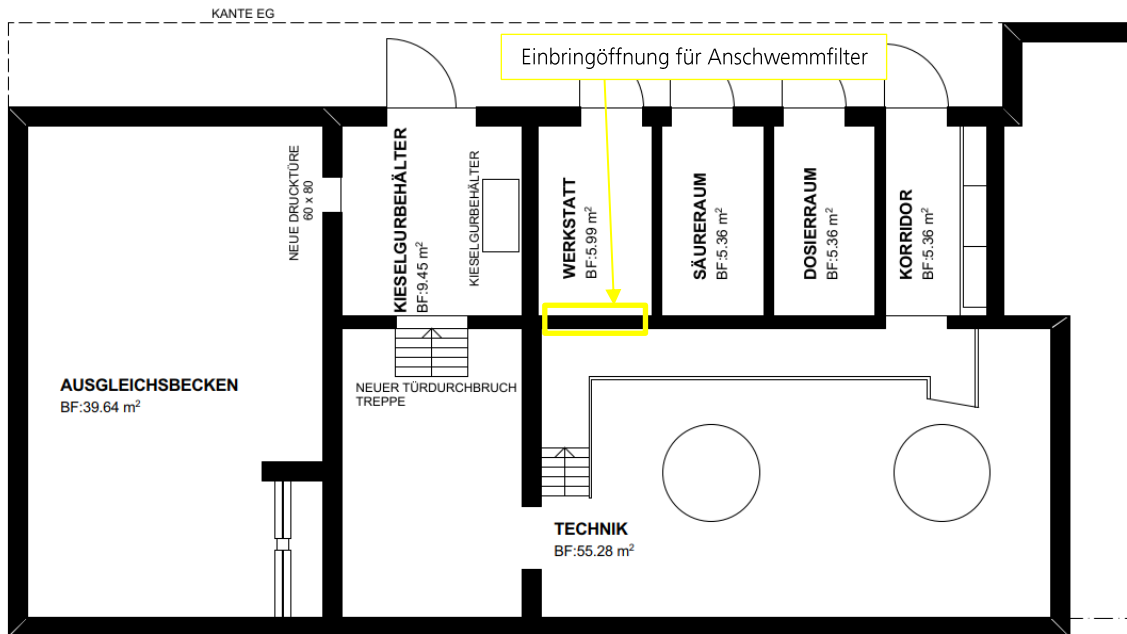 KANTE EG
Einbringöffnung für Anschwemmfilter
NEUE DRUCKTÜRE
60 x 80
KIESELGURBEHÄLTER
BF:9.45 m²
KIESELGURBEHÄLTER
WERKSTATT
BF:5.99 m²
SÄURERAUM
BF:5.36 m²
DOSIERRAUM
BF:5.36 m²
KORRIDOR
BF:5.36 m²
AUSGLEICHSBECKEN
BF:39.64 m²
NEUER TÜRDURCHBRUCH
TREPPE
TECHNIK
BF:55.28 m²